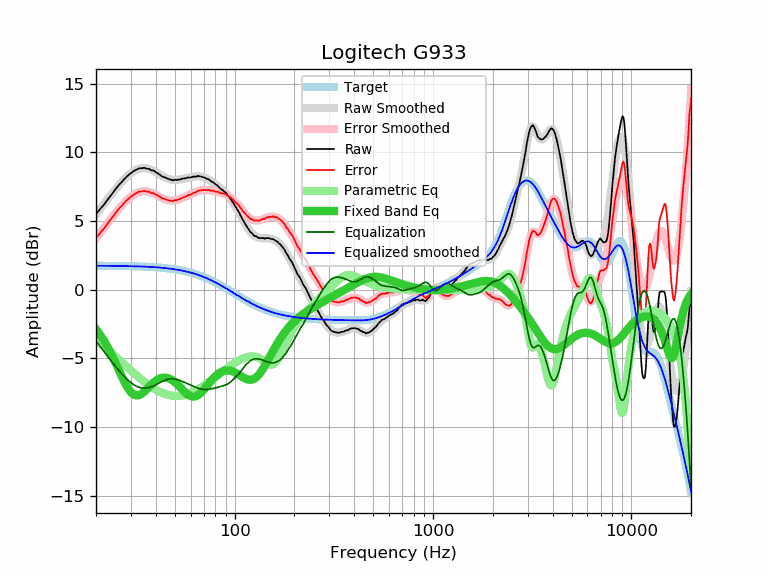 Logitech G933
15
10
5
0
−5
−10
−15
Amplitude (dBr)
Target
Raw Smoothed
Error Smoothed
Raw
Error
Parametric Eq
Fixed Band Eq
Equalization
Equalized smoothed
100
1000
10000
Frequency (Hz)